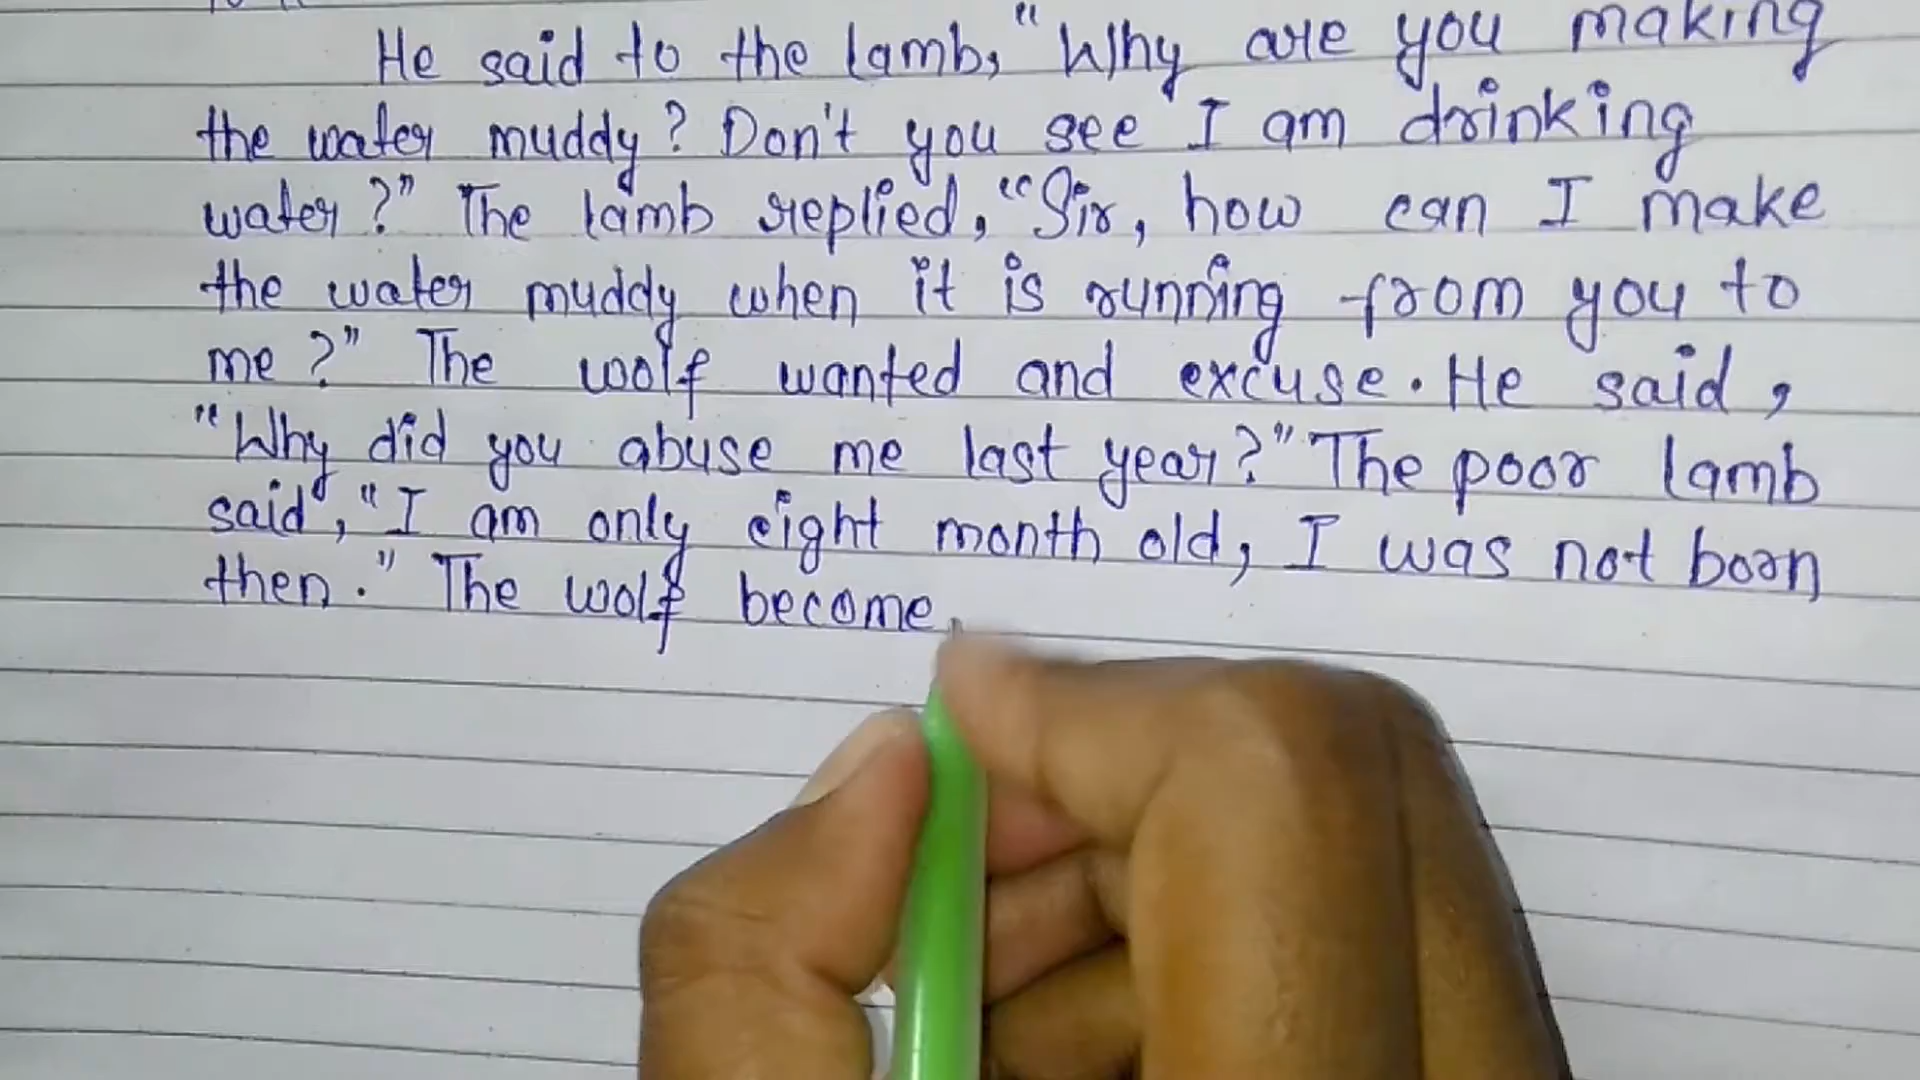 He said to the lamb, "Why are you making
the water muddy? Don't you see I am drinking
water?" The lamb replied, "Sir, how can I make
the water muddy when it is running from you to
me?" The woolf wanted and excuse. He said,
"Why did you abuse me last year?" The poor lamb
said, "I am only eight month old, I was not born
then." The wolf become